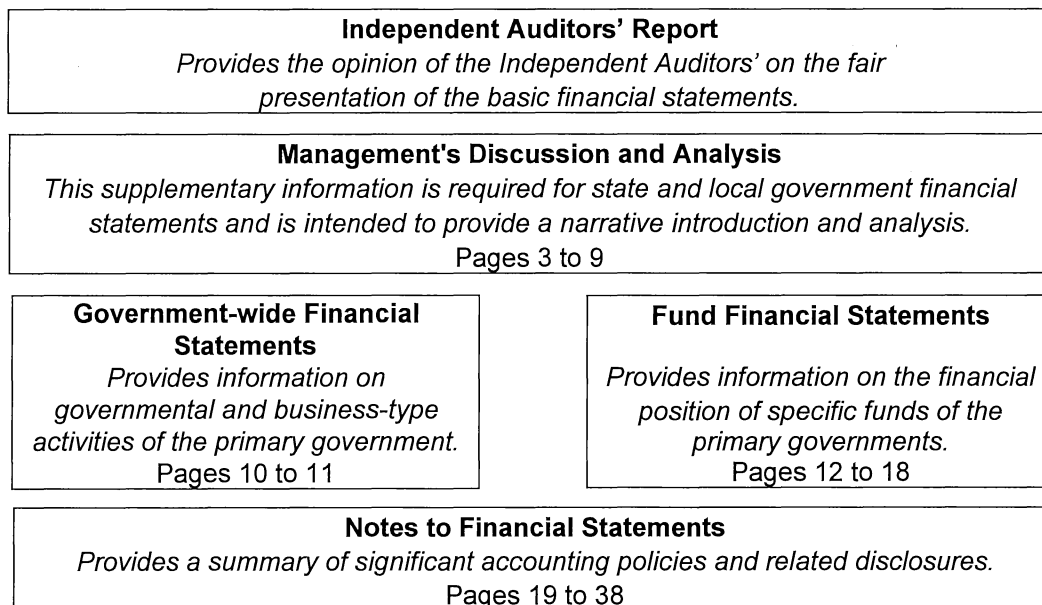 Independent Auditors' Report
Provides the opinion of the Independent Auditors' on the fair
presentation of the basic financial statements.
Management's Discussion and Analysis
This supplementary information is required for state and local government financial
statements and is intended to provide a narrative introduction and analysis.
Pages 3 to 9
Government-wide Financial
Statements
Provides information on
governmental and business-type
activities of the primary government.
Pages 10 to 11
Fund Financial Statements
Provides information on the financial
position of specific funds of the
primary governments.
Pages 12 to 18
Notes to Financial Statements
Provides a summary of significant accounting policies and related disclosures.
Pages 19 to 38